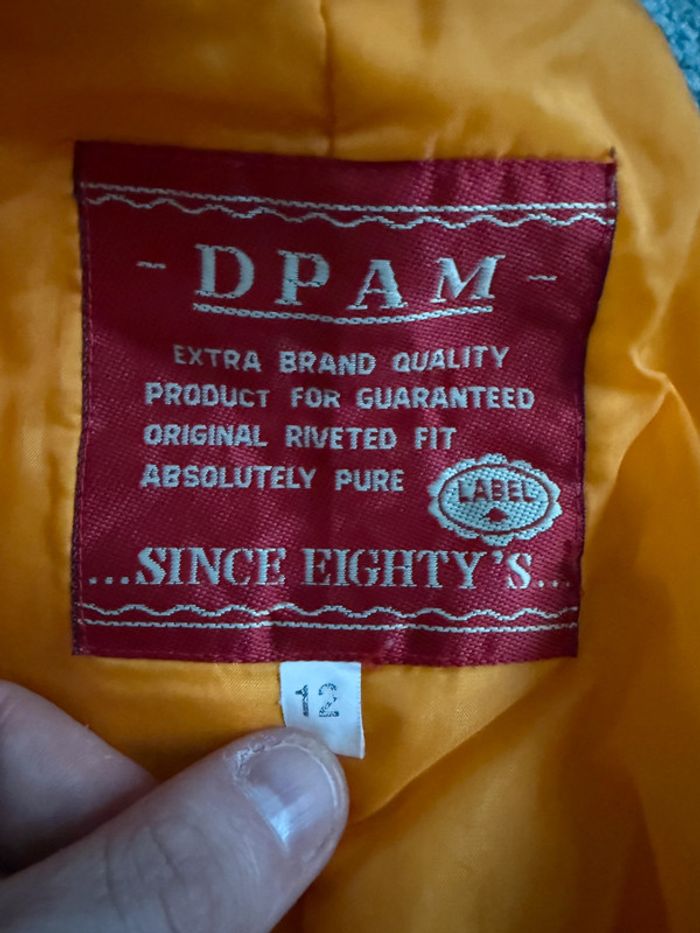 - DPAM -
EXTRA BRAND QUALITY
PRODUCT FOR GUARANTEED
ORIGINAL RIVETED FIT
ABSOLUTELY PURE
LABEL
...SINCE EIGHTY'S...
12